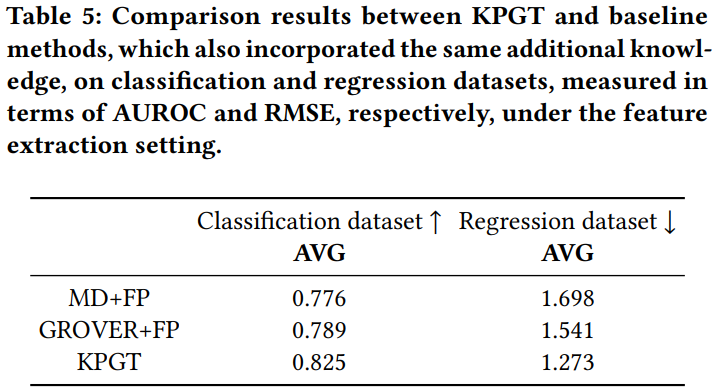 Table 5: Comparison results between KPGT and baseline
methods, which also incorporated the same additional knowl-
edge, on classification and regression datasets, measured in
terms of AUROC and RMSE, respectively, under the feature
extraction setting.
Classification dataset ↑ Regression dataset ↓
AVG AVG
MD+FP 0.776 1.698
GROVER+FP 0.789 1.541
KPGT 0.825 1.273